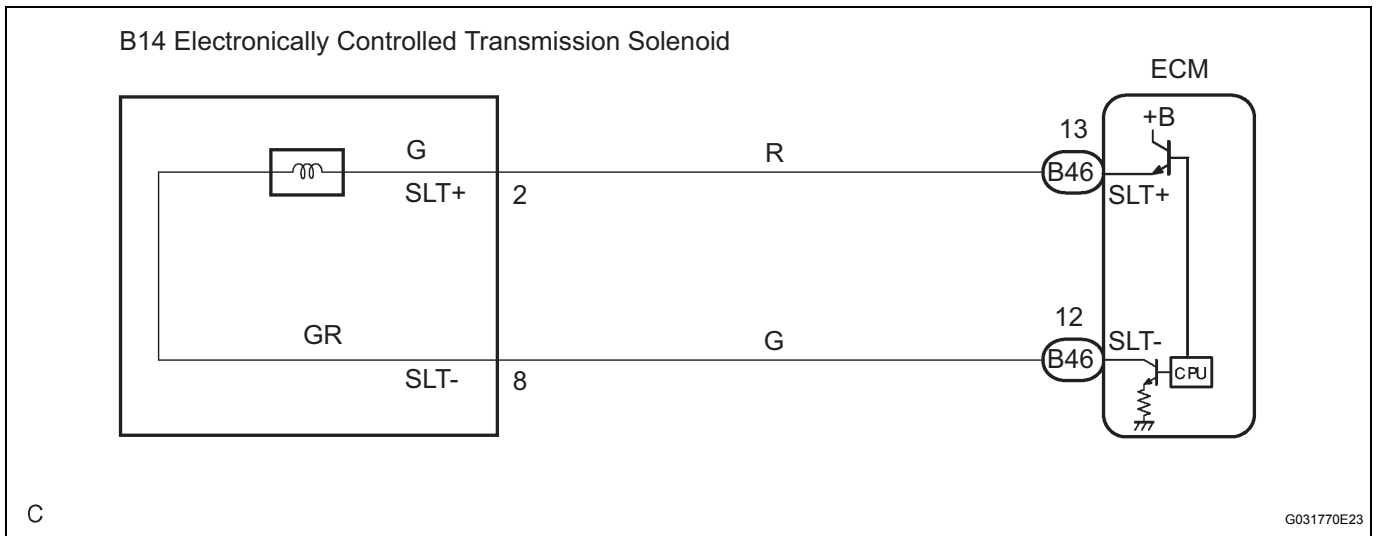 B14 Electronically Controlled Transmission Solenoid
ECM
+B
13
G
R
B46
SLT+
2
SLT+
12
GR
G
SLT-
B46
CPU
SLT-
8
C
G031770E23